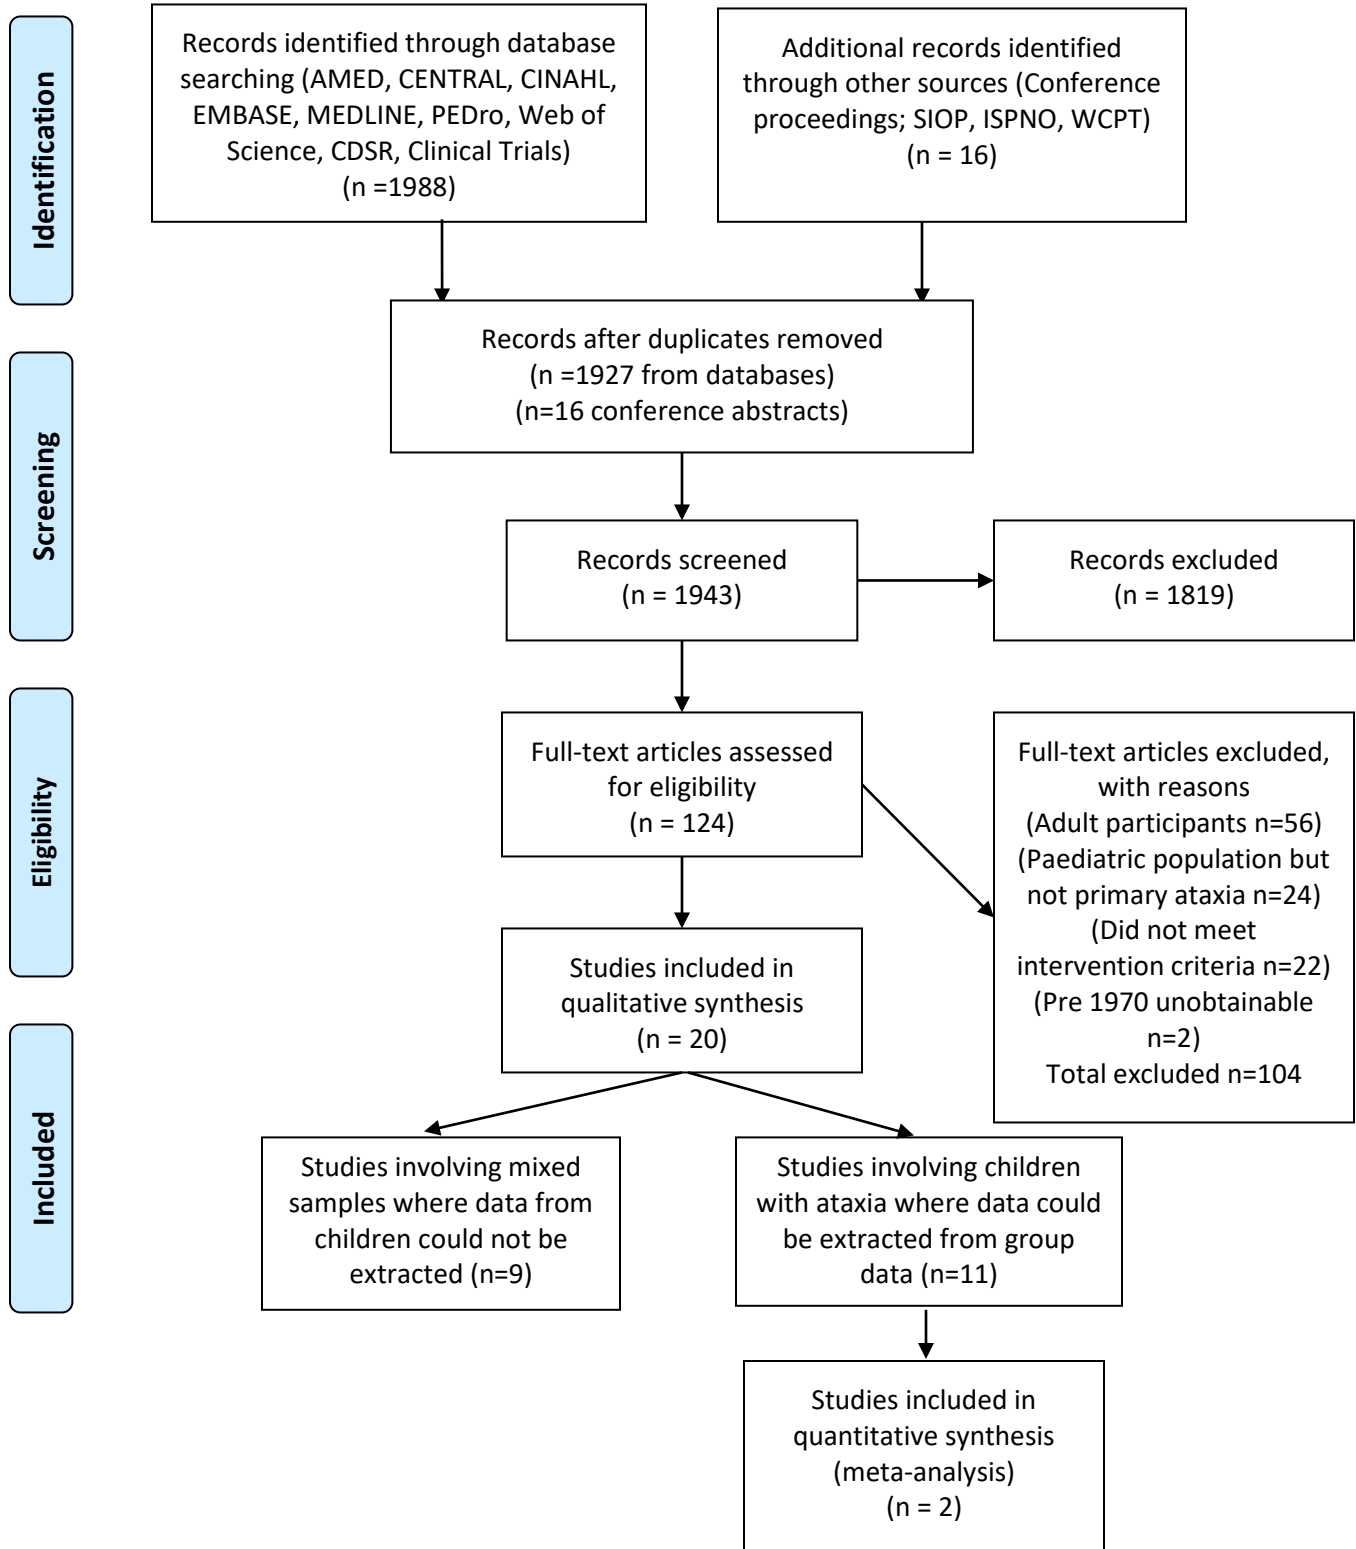 Identification
Records identified through database
searching (AMED, CENTRAL, CINAHL,
EMBASE, MEDLINE, PEDro, Web of
Science, CDSR, Clinical Trials)
(n =1988)
Additional records identified
through other sources (Conference
proceedings; SIOP, ISPNO, WCPT)
(n = 16)
Records after duplicates removed
(n =1927 from databases)
(n=16 conference abstracts)
Screening
Records screened
(n = 1943)
Records excluded
(n = 1819)
Eligibility
Full-text articles assessed
for eligibility
(n = 124)
Full-text articles excluded,
with reasons
(Adult participants n=56)
(Paediatric population but
not primary ataxia n=24)
(Did not meet
intervention criteria n=22)
(Pre 1970 unobtainable
n=2)
Total excluded n=104
Studies included in
qualitative synthesis
(n = 20)
Included
Studies involving mixed
samples where data from
children could not be
extracted (n=9)
Studies involving children
with ataxia where data could
be extracted from group
data (n=11)
Studies included in
quantitative synthesis
(meta-analysis)
(n = 2)